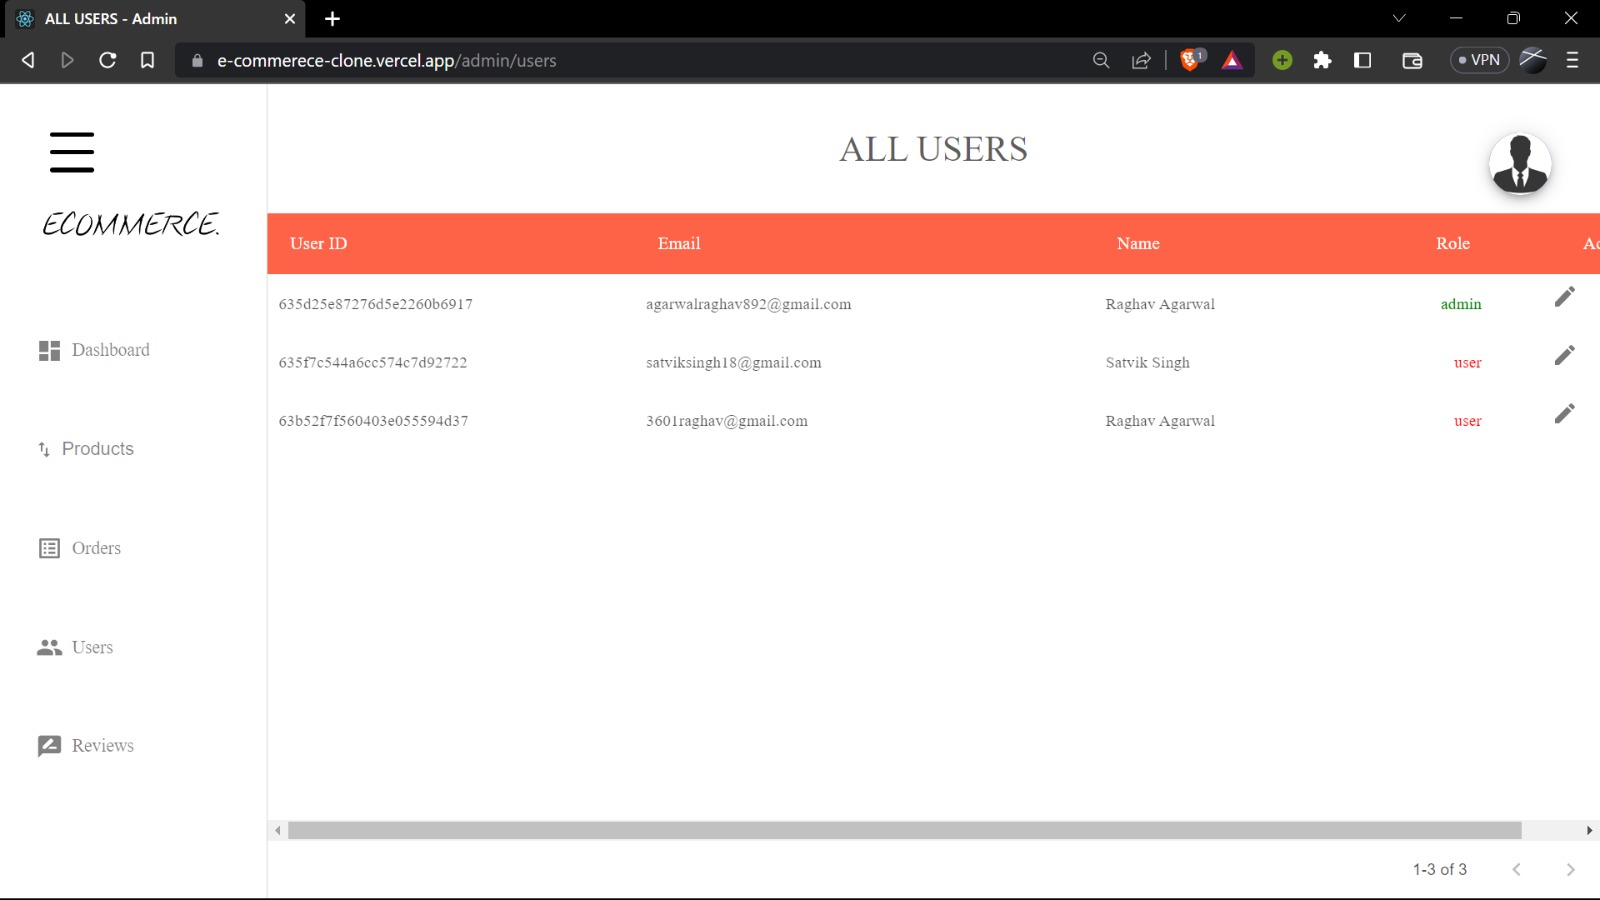 ALL USERS - Admin
e-commerece-clone.vercel.app/admin/users
1
VPN
ECOMMERCE.
Dashboard
Products
Orders
Users
Reviews
ALL USERS
User ID Email Name Role Ac
635d25e87276d5e2260b6917 agarwalraghav892@gmail.com Raghav Agarwal admin
635f7c544a6cc574c7d92722 satviksingh18@gmail.com Satvik Singh user
63b52f7f560403e055594d37 3601raghav@gmail.com Raghav Agarwal user
1-3 of 3